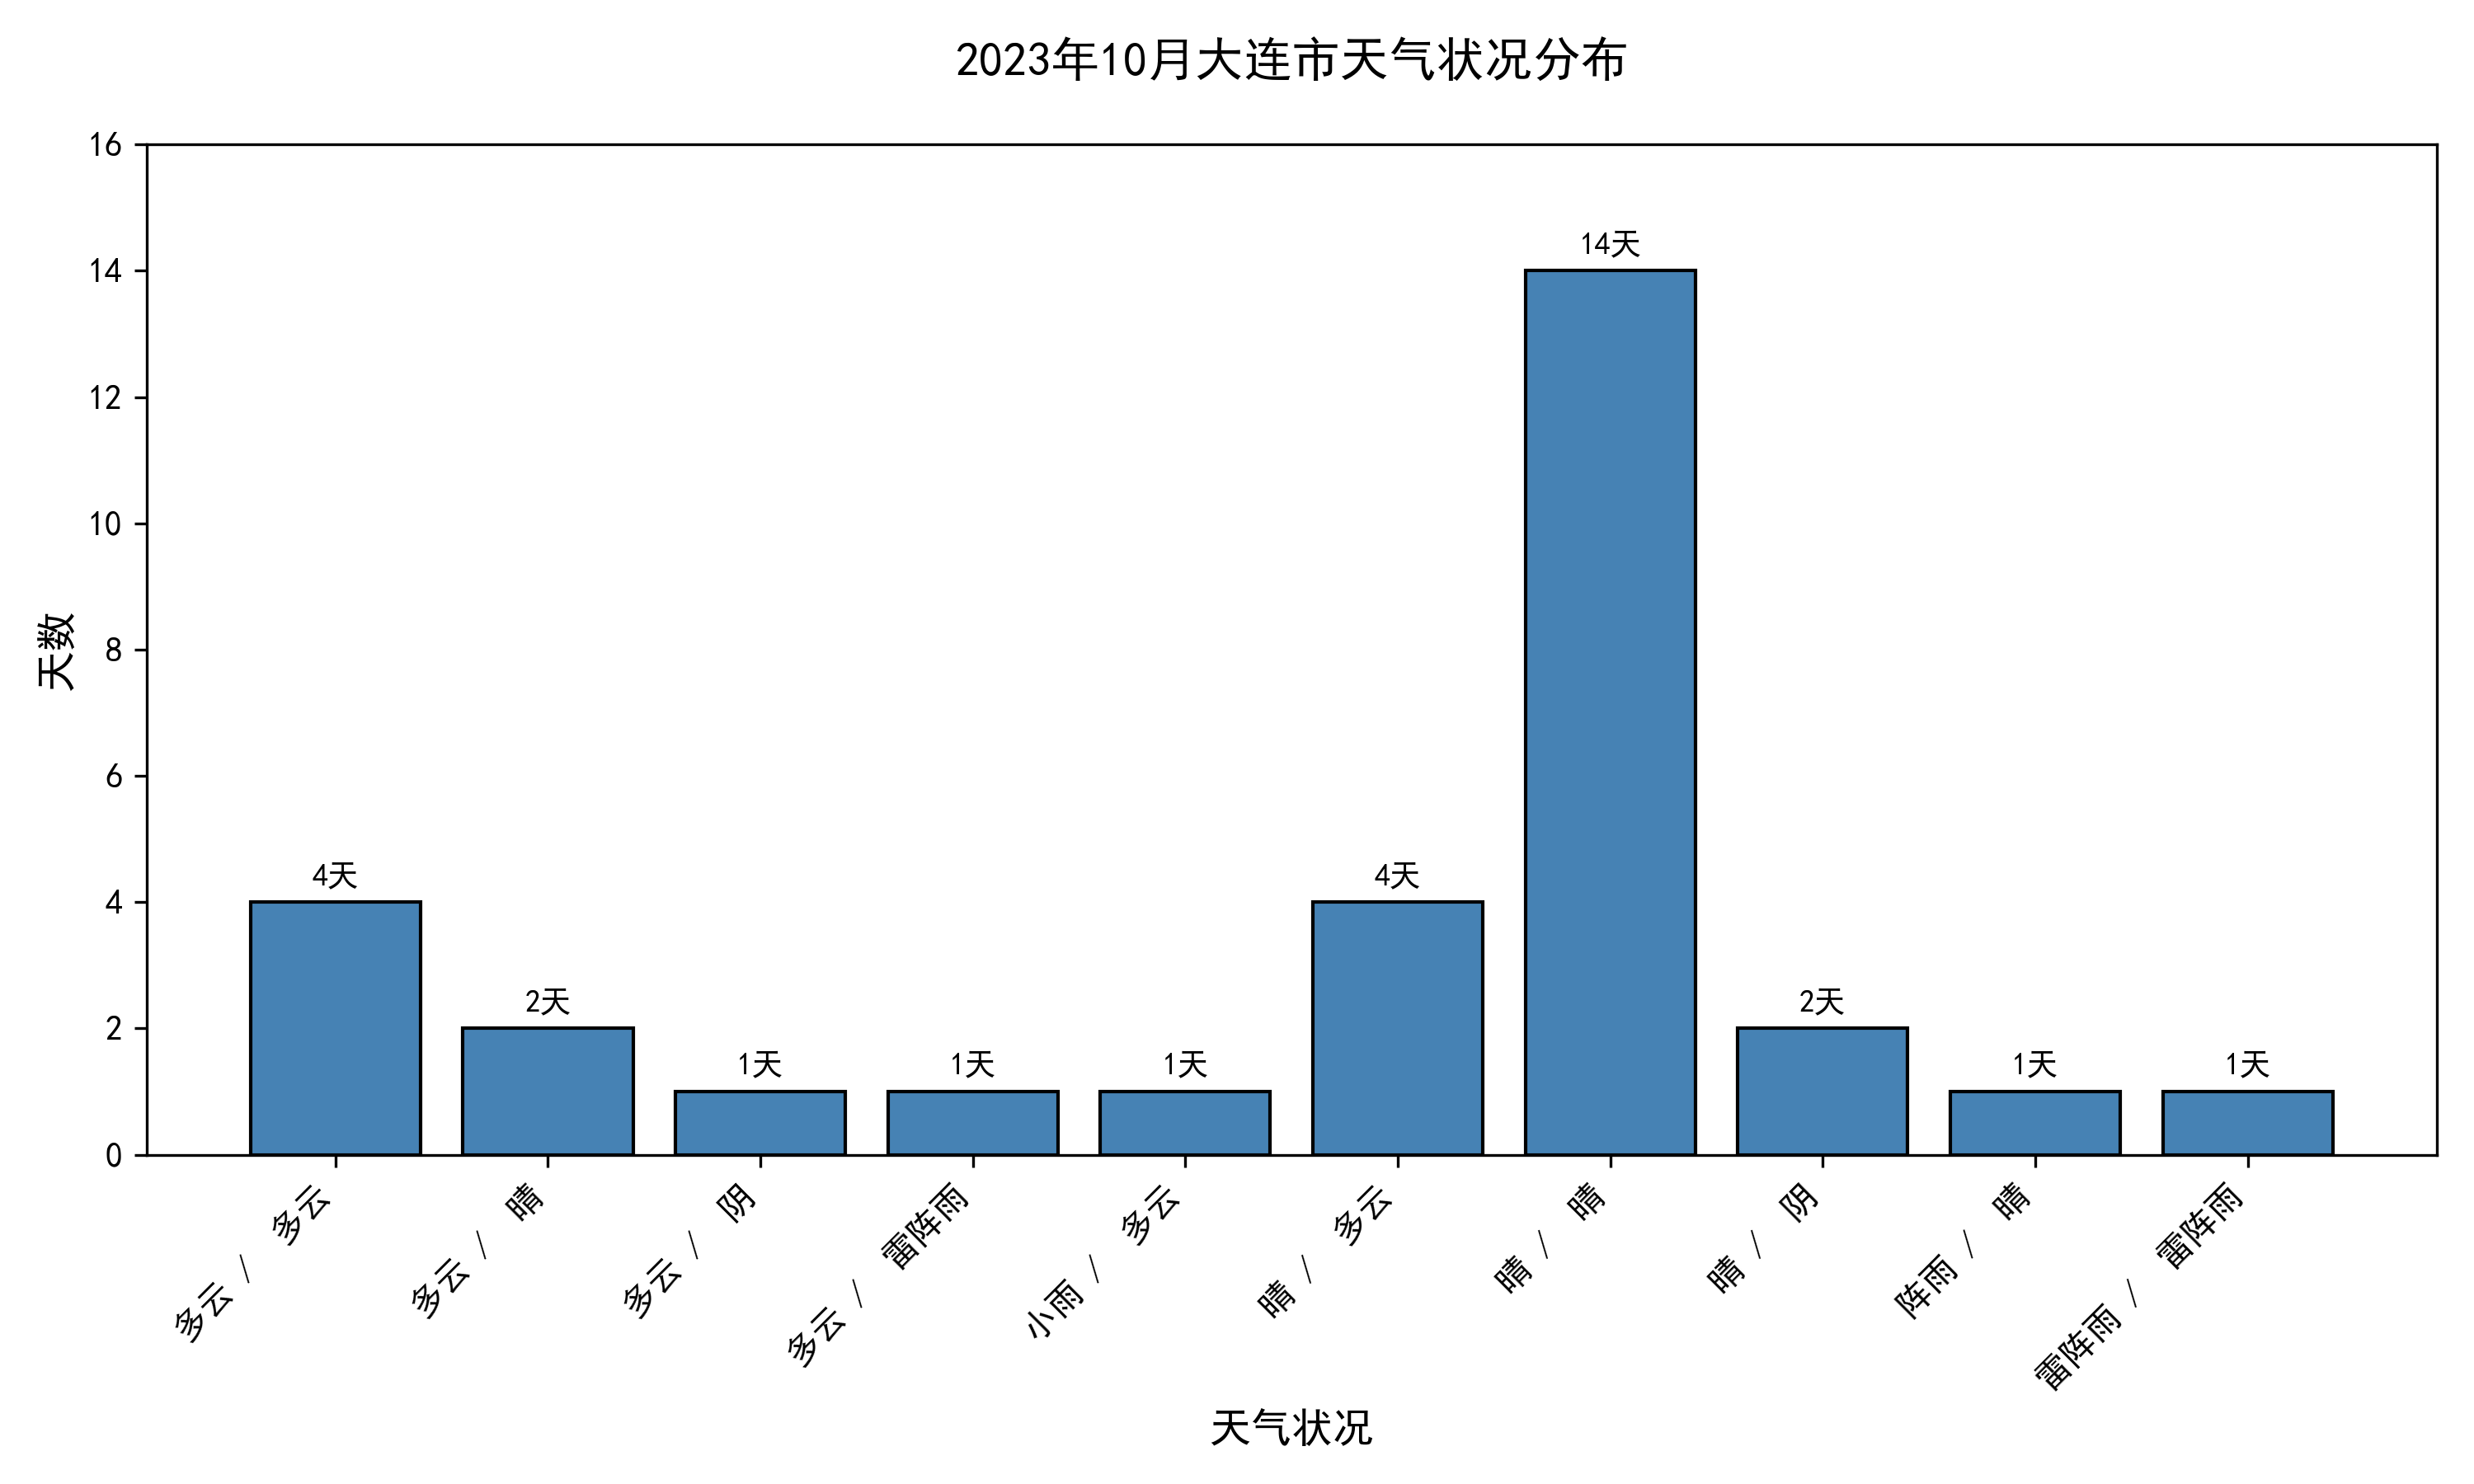 2023年10月大连市天气状况分布
天数
16
14
12
10
8
6
4
2
0
4天
2天
1天
1天
1天
4天
14天
2天
1天
1天
多云 / 多云
多云 / 晴
多云 / 阴
多云 / 雷阵雨
小雨 / 多云
晴 / 多云
晴 / 晴
晴 / 阴
阵雨 / 晴
雷阵雨 / 雷阵雨
天气状况